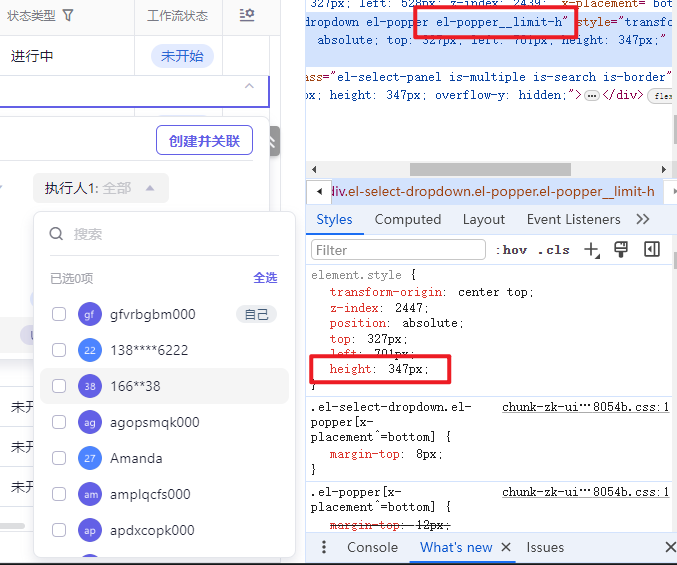 状态类型
工作流状态
进行中
未开始
创建并关联
执行人1: 全部
搜索
已选0项
全选
gf
gfvrbgbm000
自己
22
138****6222
38
166**38
ag
agopsmqk000
27
Amanda
am
amplqcfs000
ap
apdxcopk000
未开
未开
未开
327px; left: 528px; z-index: 2439;" x-placement="bott
dropdown el-popper el-popper__limit-h" style="transfo
absolute; top: 327px; left: 701px; height: 347px;"
ass="el-select-panel is-multiple is-search is-border"
px; height: 347px; overflow-y: hidden;">⋯</div> flex
div.el-select-dropdown.el-popper.el-popper__limit-h
Styles Computed Layout Event Listeners
Filter :hov .cls
element.style {
transform-origin: center top;
z-index: 2447;
position: absolute;
top: 327px;
left: 701px;
height: 347px;
}
.el-select-dropdown.el- chunk-zk-ui…8054b.css:1
popper[x-
placement^=bottom] {
margin-top: 8px;
}
.el-popper[x- chunk-zk-ui…8054b.css:1
placement^=bottom] {
margin-top: 12px;
Console What's new Issues